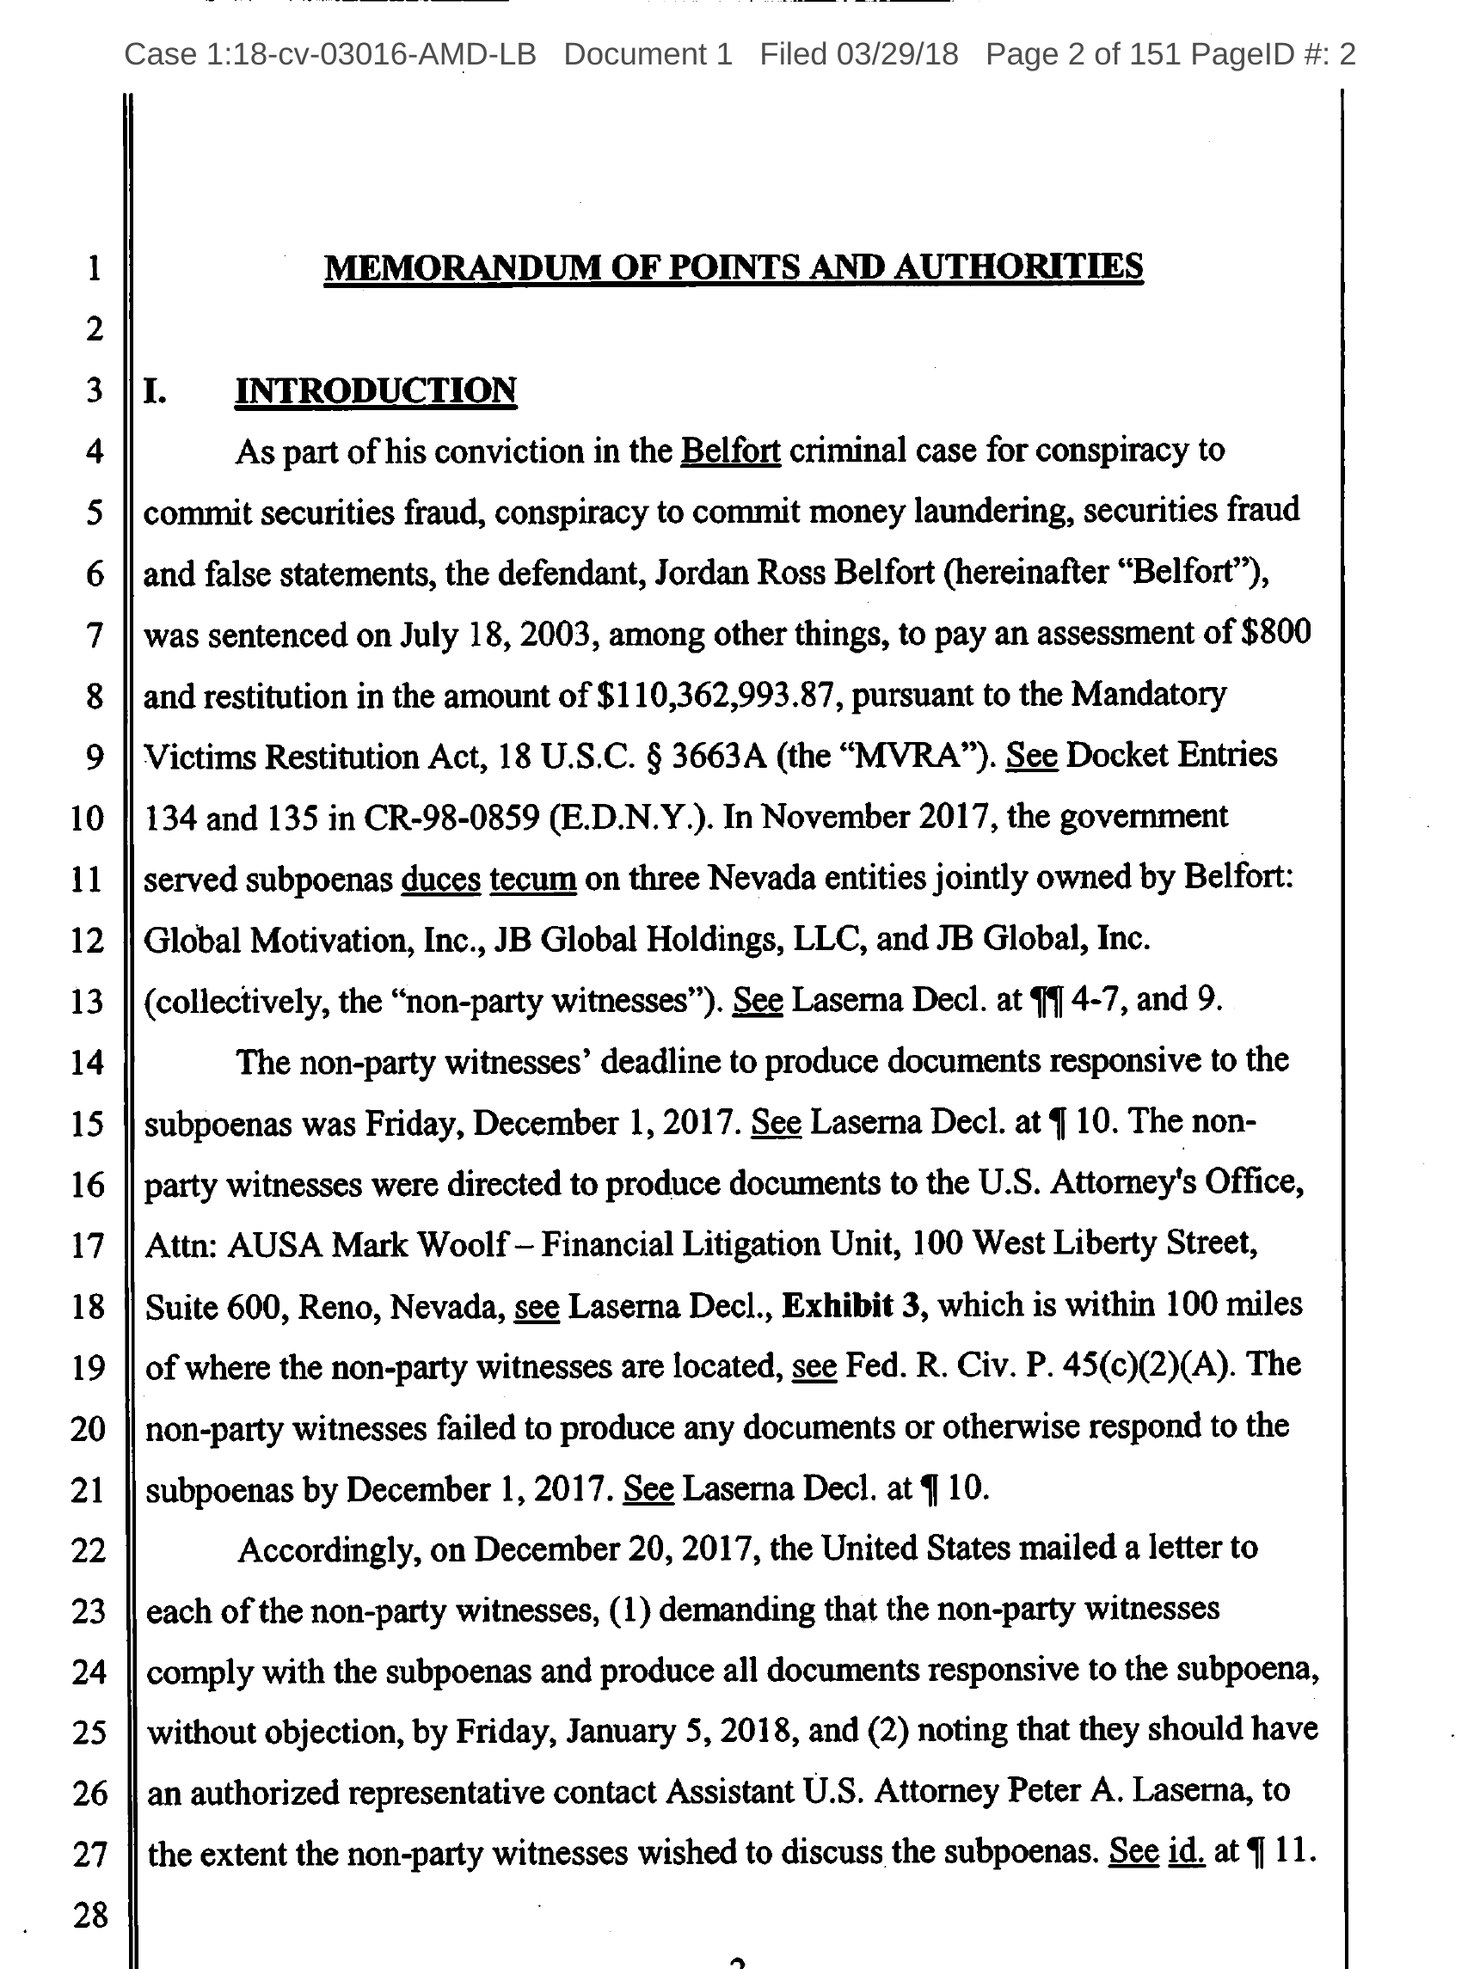 Case 1:18-cv-03016-AMD-LB Document 1 Filed 03/29/18 Page 2 of 151 PageID #: 2
1 MEMORANDUM OF POINTS AND AUTHORITIES
2
3 I. INTRODUCTION
4 As part of his conviction in the Belfort criminal case for conspiracy to
5 commit securities fraud, conspiracy to commit money laundering, securities fraud
6 and false statements, the defendant, Jordan Ross Belfort (hereinafter “Belfort”),
7 was sentenced on July 18, 2003, among other things, to pay an assessment of $800
8 and restitution in the amount of $110,362,993.87, pursuant to the Mandatory
9 Victims Restitution Act, 18 U.S.C. § 3663A (the “MVRA”). See Docket Entries
10 134 and 135 in CR-98-0859 (E.D.N.Y.). In November 2017, the government
11 served subpoenas duces tecum on three Nevada entities jointly owned by Belfort:
12 Global Motivation, Inc., JB Global Holdings, LLC, and JB Global, Inc.
13 (collectively, the “non-party witnesses”). See Laserna Decl. at ¶¶ 4-7, and 9.
14 The non-party witnesses’ deadline to produce documents responsive to the
15 subpoenas was Friday, December 1, 2017. See Laserna Decl. at ¶ 10. The non-
16 party witnesses were directed to produce documents to the U.S. Attorney's Office,
17 Attn: AUSA Mark Woolf – Financial Litigation Unit, 100 West Liberty Street,
18 Suite 600, Reno, Nevada, see Laserna Decl., Exhibit 3, which is within 100 miles
19 of where the non-party witnesses are located, see Fed. R. Civ. P. 45(c)(2)(A). The
20 non-party witnesses failed to produce any documents or otherwise respond to the
21 subpoenas by December 1, 2017. See Laserna Decl. at ¶ 10.
22 Accordingly, on December 20, 2017, the United States mailed a letter to
23 each of the non-party witnesses, (1) demanding that the non-party witnesses
24 comply with the subpoenas and produce all documents responsive to the subpoena,
25 without objection, by Friday, January 5, 2018, and (2) noting that they should have
26 an authorized representative contact Assistant U.S. Attorney Peter A. Laserna, to
27 the extent the non-party witnesses wished to discuss the subpoenas. See id. at ¶ 11.
28